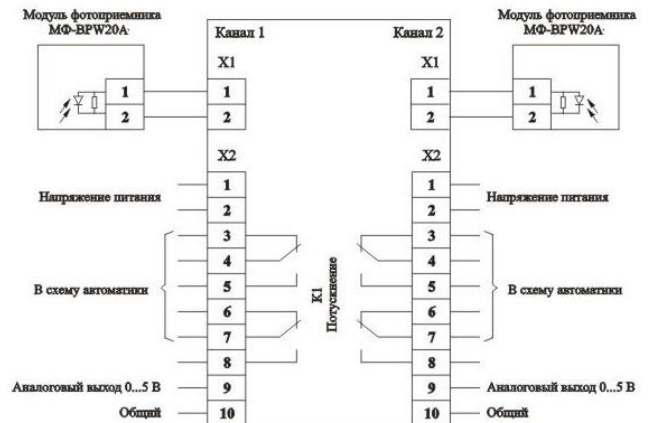 Модуль фотоприемника
МФ-BPW20A
Модуль фотоприемника
МФ-BPW20A
Канал 1
Канал 2
X1
X1
1
1
1
1
2
2
2
2
X2
X2
1
1
Напряжение питания
Напряжение питания
2
2
3
3
4
4
В схему автоматики
В схему автоматики
5
5
К1
Потускнение
6
6
7
7
8
8
Аналоговый выход 0...5 В
9
9
Аналоговый выход 0...5 В
Общий
10
10
Общий